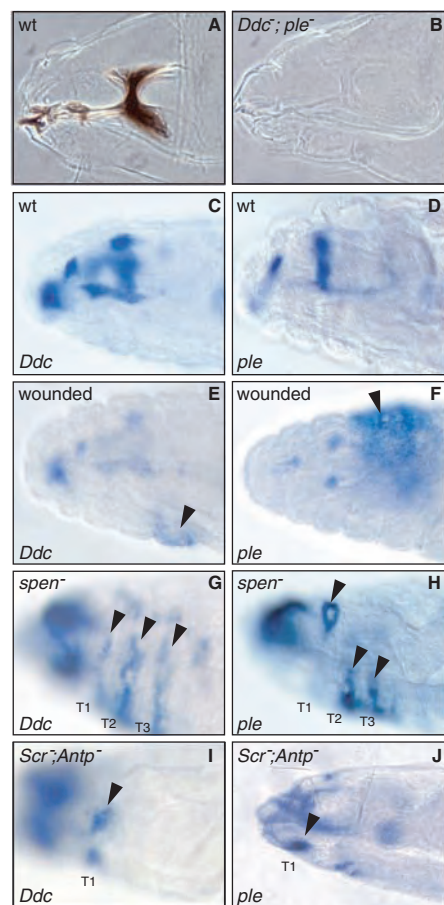 wt A
Ddc-; ple- B
wt C
Ddc
wt D
ple
wounded E
Ddc
wounded F
ple
spen- G
T1 T2 T3
Ddc
spen- H
T1 T2 T3
ple
Scr-;Antp- I
T1
Ddc
Scr-;Antp- J
T1
ple